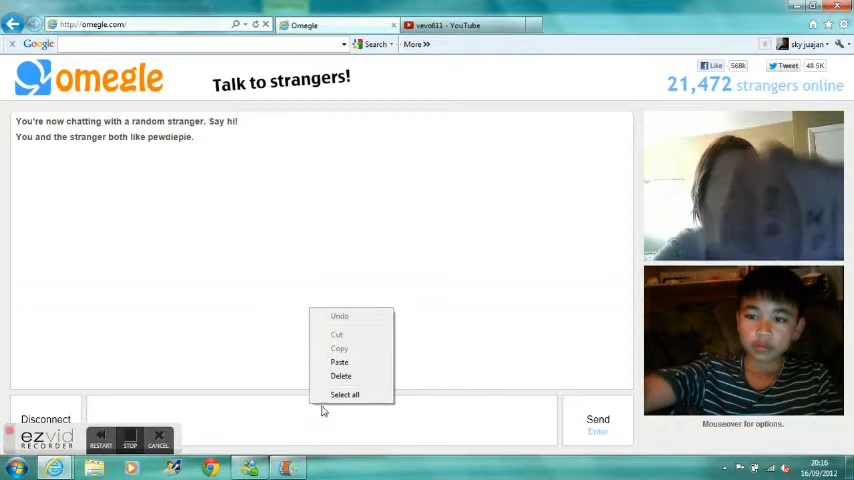 http://omegle.com/
Omegle
vevo611 - YouTube
Google
Search
More »
0
sky juajan
omegle
Talk to strangers!
Like
568k
Tweet
48.5K
21,472 strangers online
You're now chatting with a random stranger. Say hi!
You and the stranger both like pewdiepie.
Undo
Cut
Copy
Paste
Delete
Select all
Disconnect
Send
Enter
Mouseover for options.
ezvid
RECORDER
RESTART
STOP
CANCEL
20:16
16/09/2012